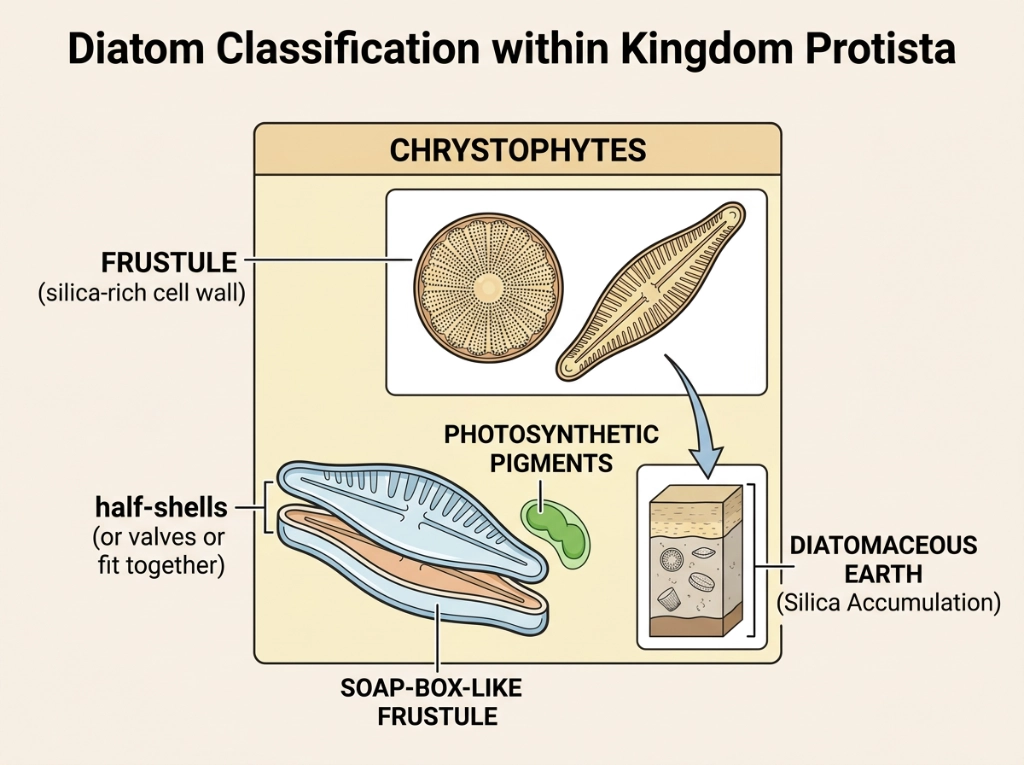 Diatom Classification within Kingdom Protista
CHRYSTOPHYTES
FRUSTULE
(silica-rich cell wall)
PHOTOSYNTHETIC
PIGMENTS
half-shells
(or valves or
fit together)
DIATOMACEOUS
EARTH
(Silica Accumulation)
SOAP-BOX-LIKE
FRUSTULE